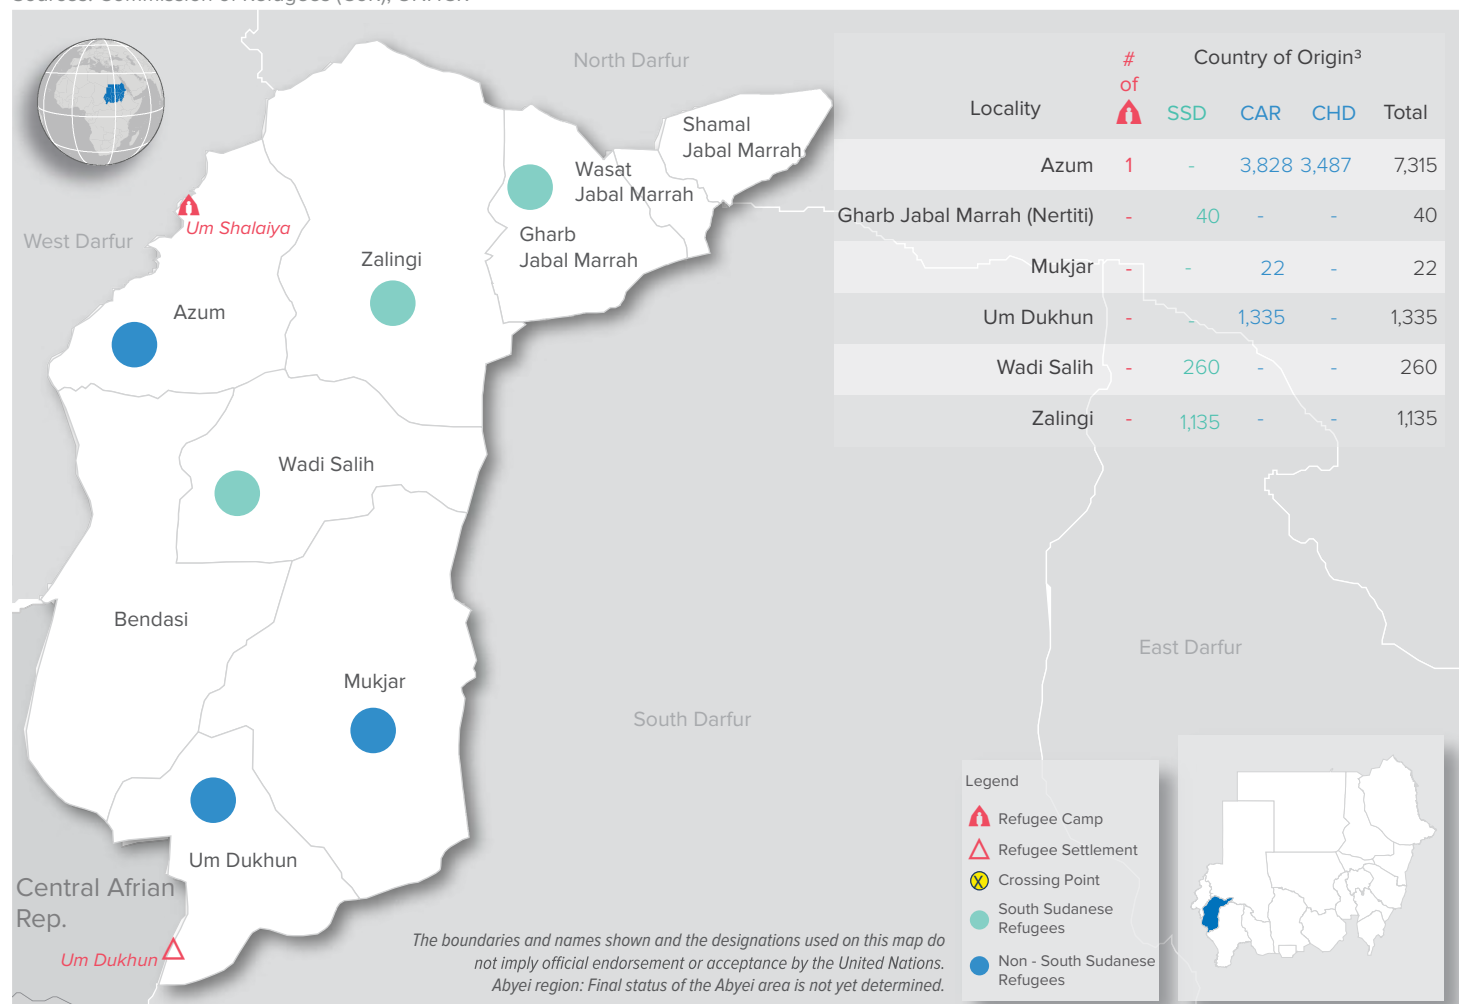 North Darfur
Shamal
Jabal Marrah
Wasat
Jabal Marrah
Um Shalaiya
West Darfur
Gharb
Jabal Marrah
Zalingi
Azum
Wadi Salih
Bendasi
Mukjar
East Darfur
South Darfur
Um Dukhun
Central Afrian
Rep.
Um Dukhun
# of Country of Origin³
Locality SSD CAR CHD Total
Azum 1 - 3,828 3,487 7,315
Gharb Jabal Marrah (Nertiti) - 40 - - 40
Mukjar - - 22 - 22
Um Dukhun - - 1,335 - 1,335
Wadi Salih - 260 - - 260
Zalingi - 1,135 - - 1,135
The boundaries and names shown and the designations used on this map do
not imply official endorsement or acceptance by the United Nations.
Abyei region: Final status of the Abyei area is not yet determined.
Legend
Refugee Camp
Refugee Settlement
X Crossing Point
South Sudanese
Refugees
Non - South Sudanese
Refugees